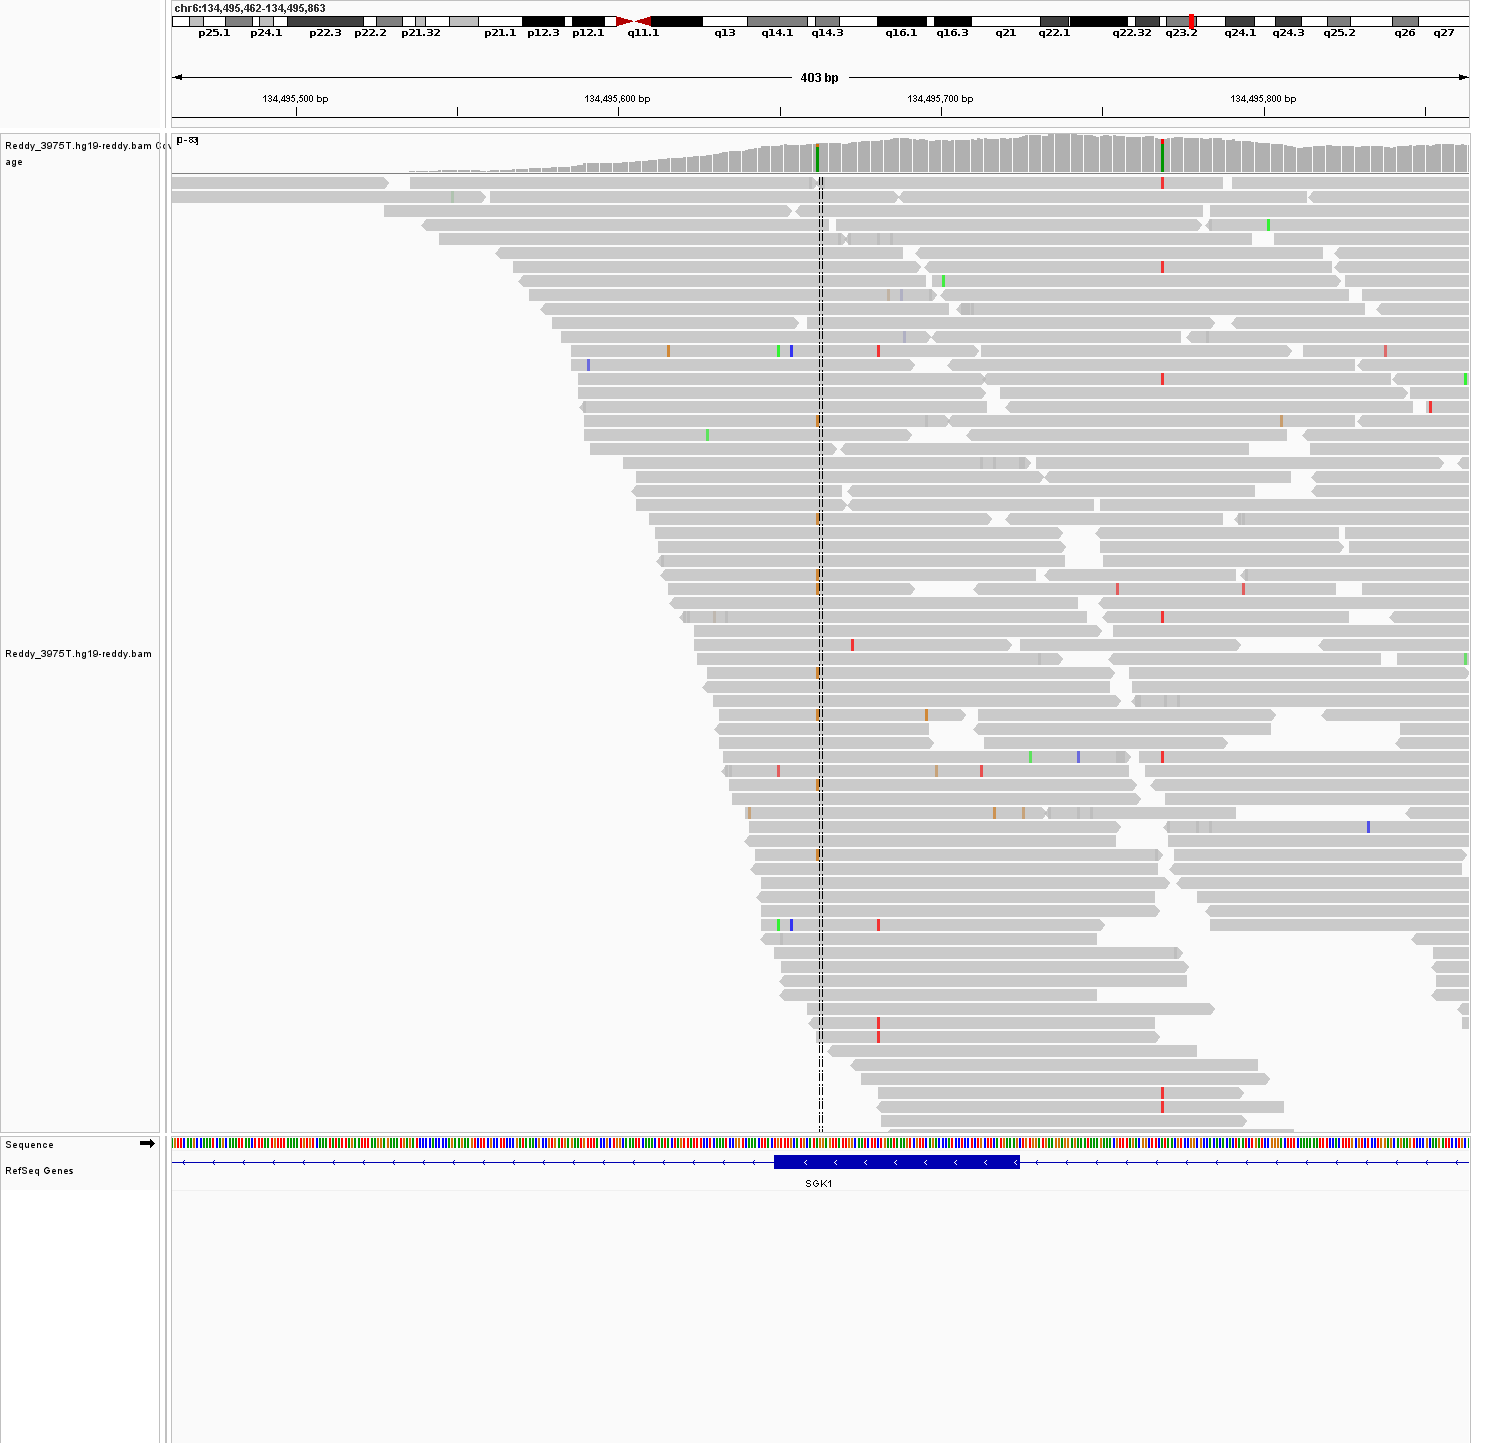 chr6:134,495,462-134,495,863
p25.1 p24.1 p22.3 p22.2 p21.32 p21.1 p12.3 p12.1 q11.1 q13 q14.1 q14.3 q16.1 q16.3 q21 q22.1 q22.32 q23.2 q24.1 q24.3 q25.2 q26 q27
403 bp
134,495,500 bp 134,495,600 bp 134,495,700 bp 134,495,800 bp
[0-83]
Reddy_3975T.hg19-reddy.bam Cov
age
Reddy_3975T.hg19-reddy.bam
Sequence
RefSeq Genes
SGK1